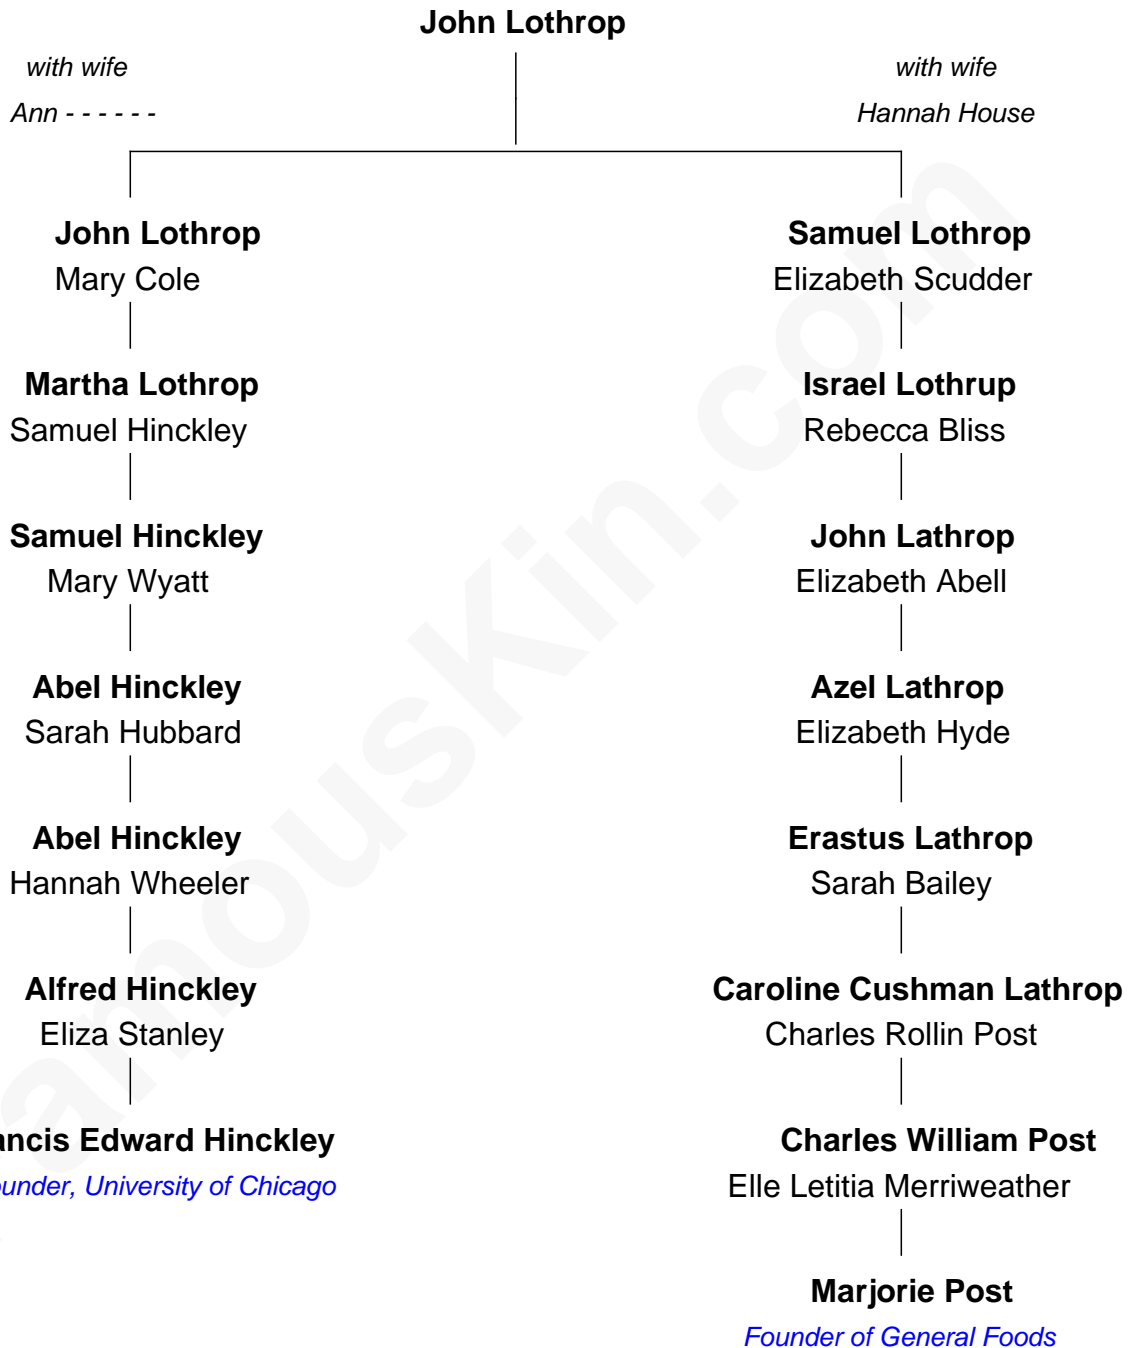 John Lothrop
with wife
Ann - - - - - -
with wife
Hannah House
John Lothrop
Mary Cole
Samuel Lothrop
Elizabeth Scudder
Martha Lothrop
Samuel Hinckley
Israel Lothrup
Rebecca Bliss
Samuel Hinckley
Mary Wyatt
John Lathrop
Elizabeth Abell
Abel Hinckley
Sarah Hubbard
Azel Lathrop
Elizabeth Hyde
Abel Hinckley
Hannah Wheeler
Erastus Lathrop
Sarah Bailey
Alfred Hinckley
Eliza Stanley
Caroline Cushman Lathrop
Charles Rollin Post
ancis Edward Hinckley
under, University of Chicago
Charles William Post
Elle Letitia Merriweather
Marjorie Post
Founder of General Foods
amouskin.com